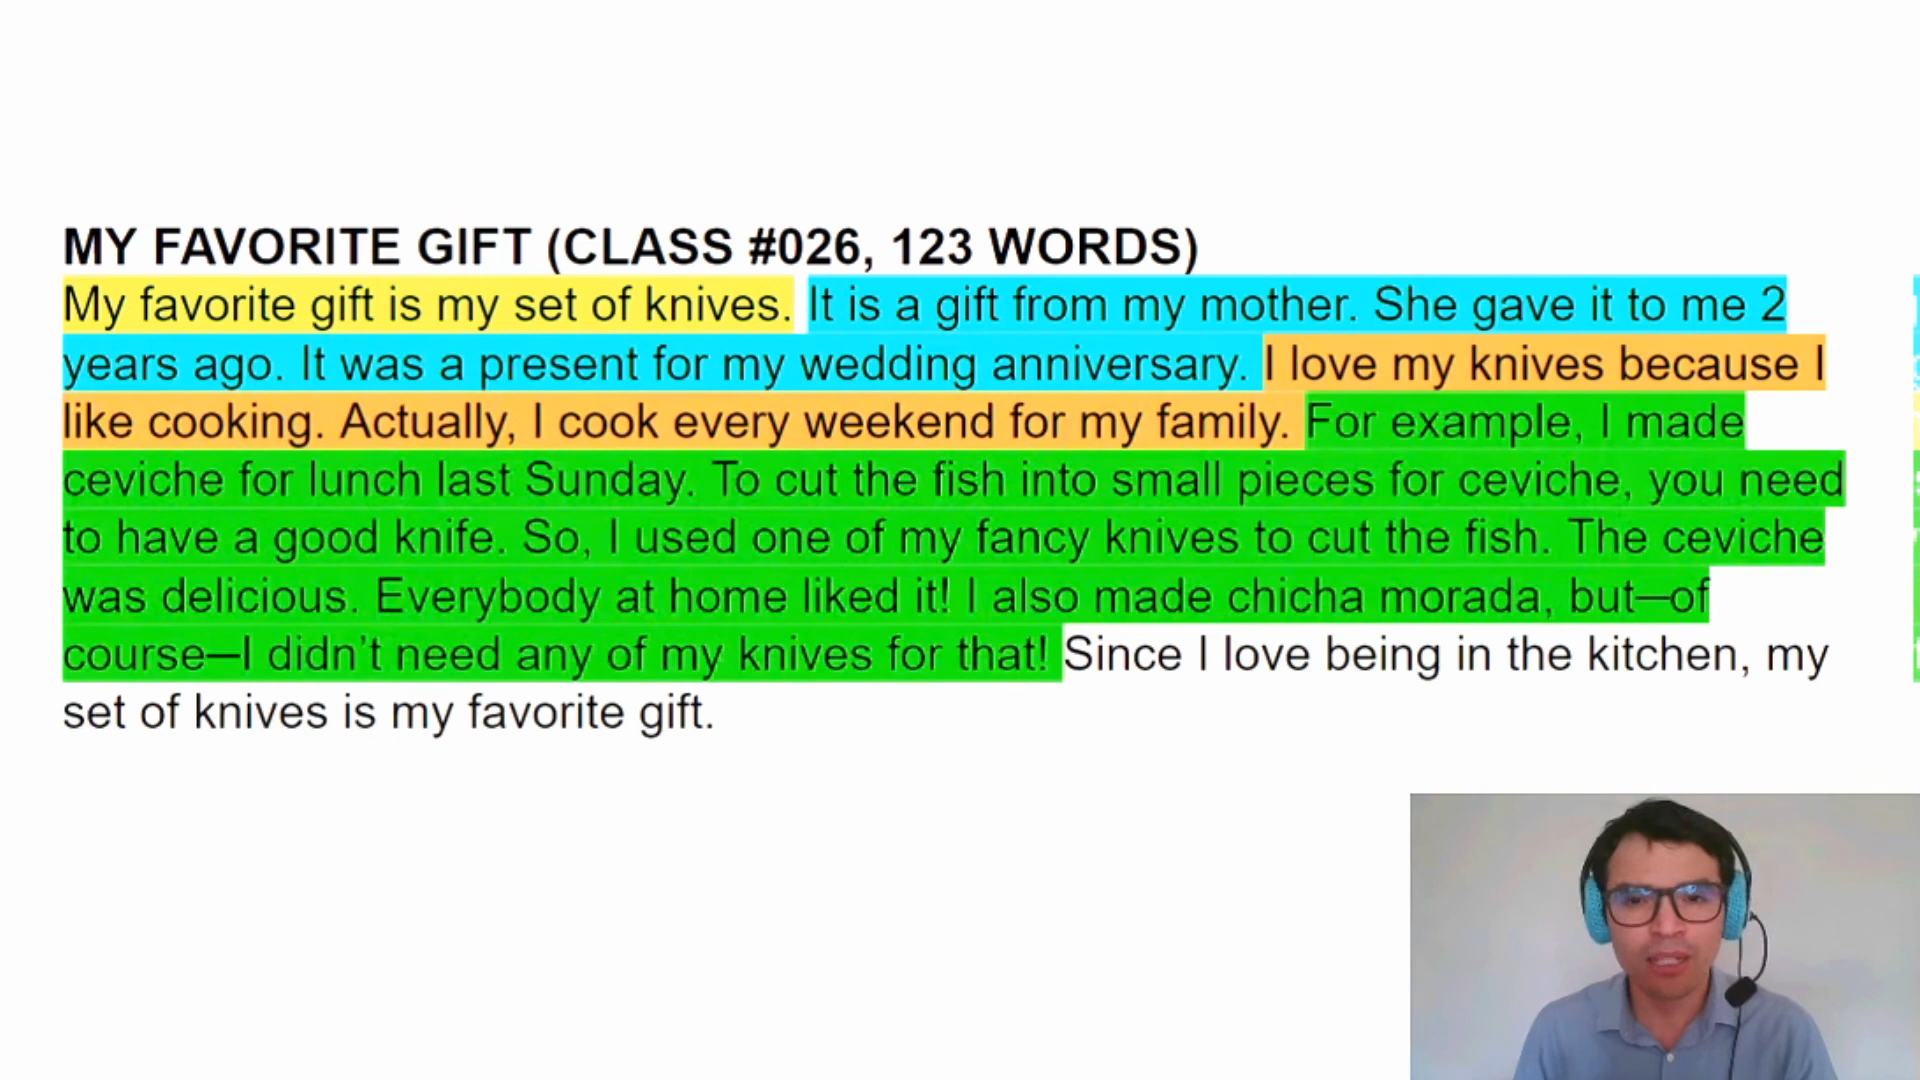 MY FAVORITE GIFT (CLASS #026, 123 WORDS)
My favorite gift is my set of knives. It is a gift from my mother. She gave it to me 2
years ago. It was a present for my wedding anniversary. I love my knives because I
like cooking. Actually, I cook every weekend for my family. For example, I made
ceviche for lunch last Sunday. To cut the fish into small pieces for ceviche, you need
to have a good knife. So, I used one of my fancy knives to cut the fish. The ceviche
was delicious. Everybody at home liked it! I also made chicha morada, but—of
course—I didn’t need any of my knives for that! Since I love being in the kitchen, my
set of knives is my favorite gift.